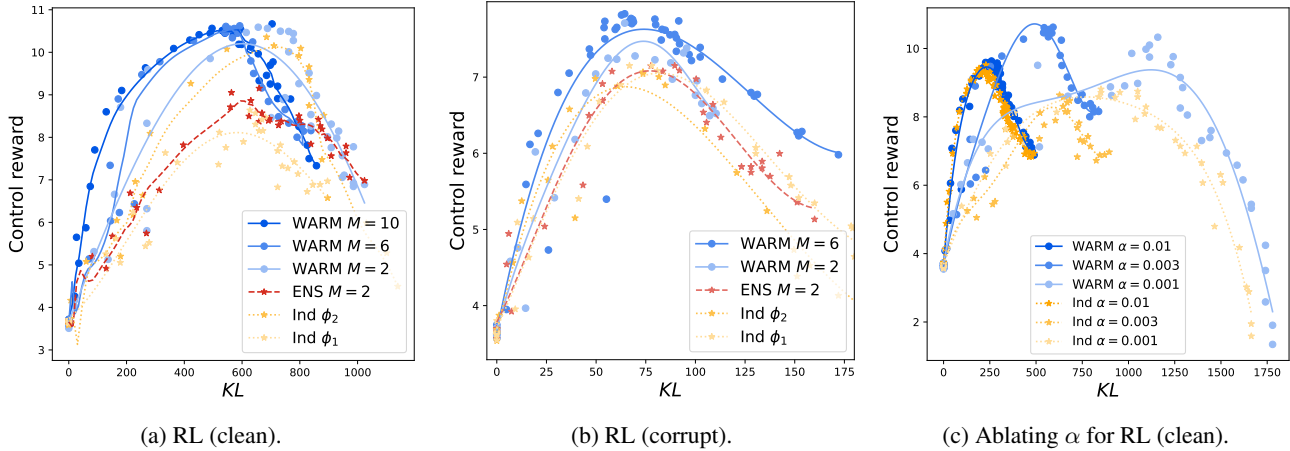 11
10
9
8
7
6
5
4
3
Control reward
0 200 400 600 800 1000
KL
WARM M = 10
WARM M = 6
WARM M = 2
ENS M = 2
Ind ϕ₂
Ind ϕ₁
(a) RL (clean).
8
7
6
5
4
Control reward
0 25 50 75 100 125 150 175
KL
WARM M = 6
WARM M = 2
ENS M = 2
Ind ϕ₂
Ind ϕ₁
(b) RL (corrupt).
10
8
6
4
2
Control reward
0 250 500 750 1000 1250 1500 1750
KL
WARM α = 0.01
WARM α = 0.003
WARM α = 0.001
Ind α = 0.01
Ind α = 0.003
Ind α = 0.001
(c) Ablating α for RL (clean).